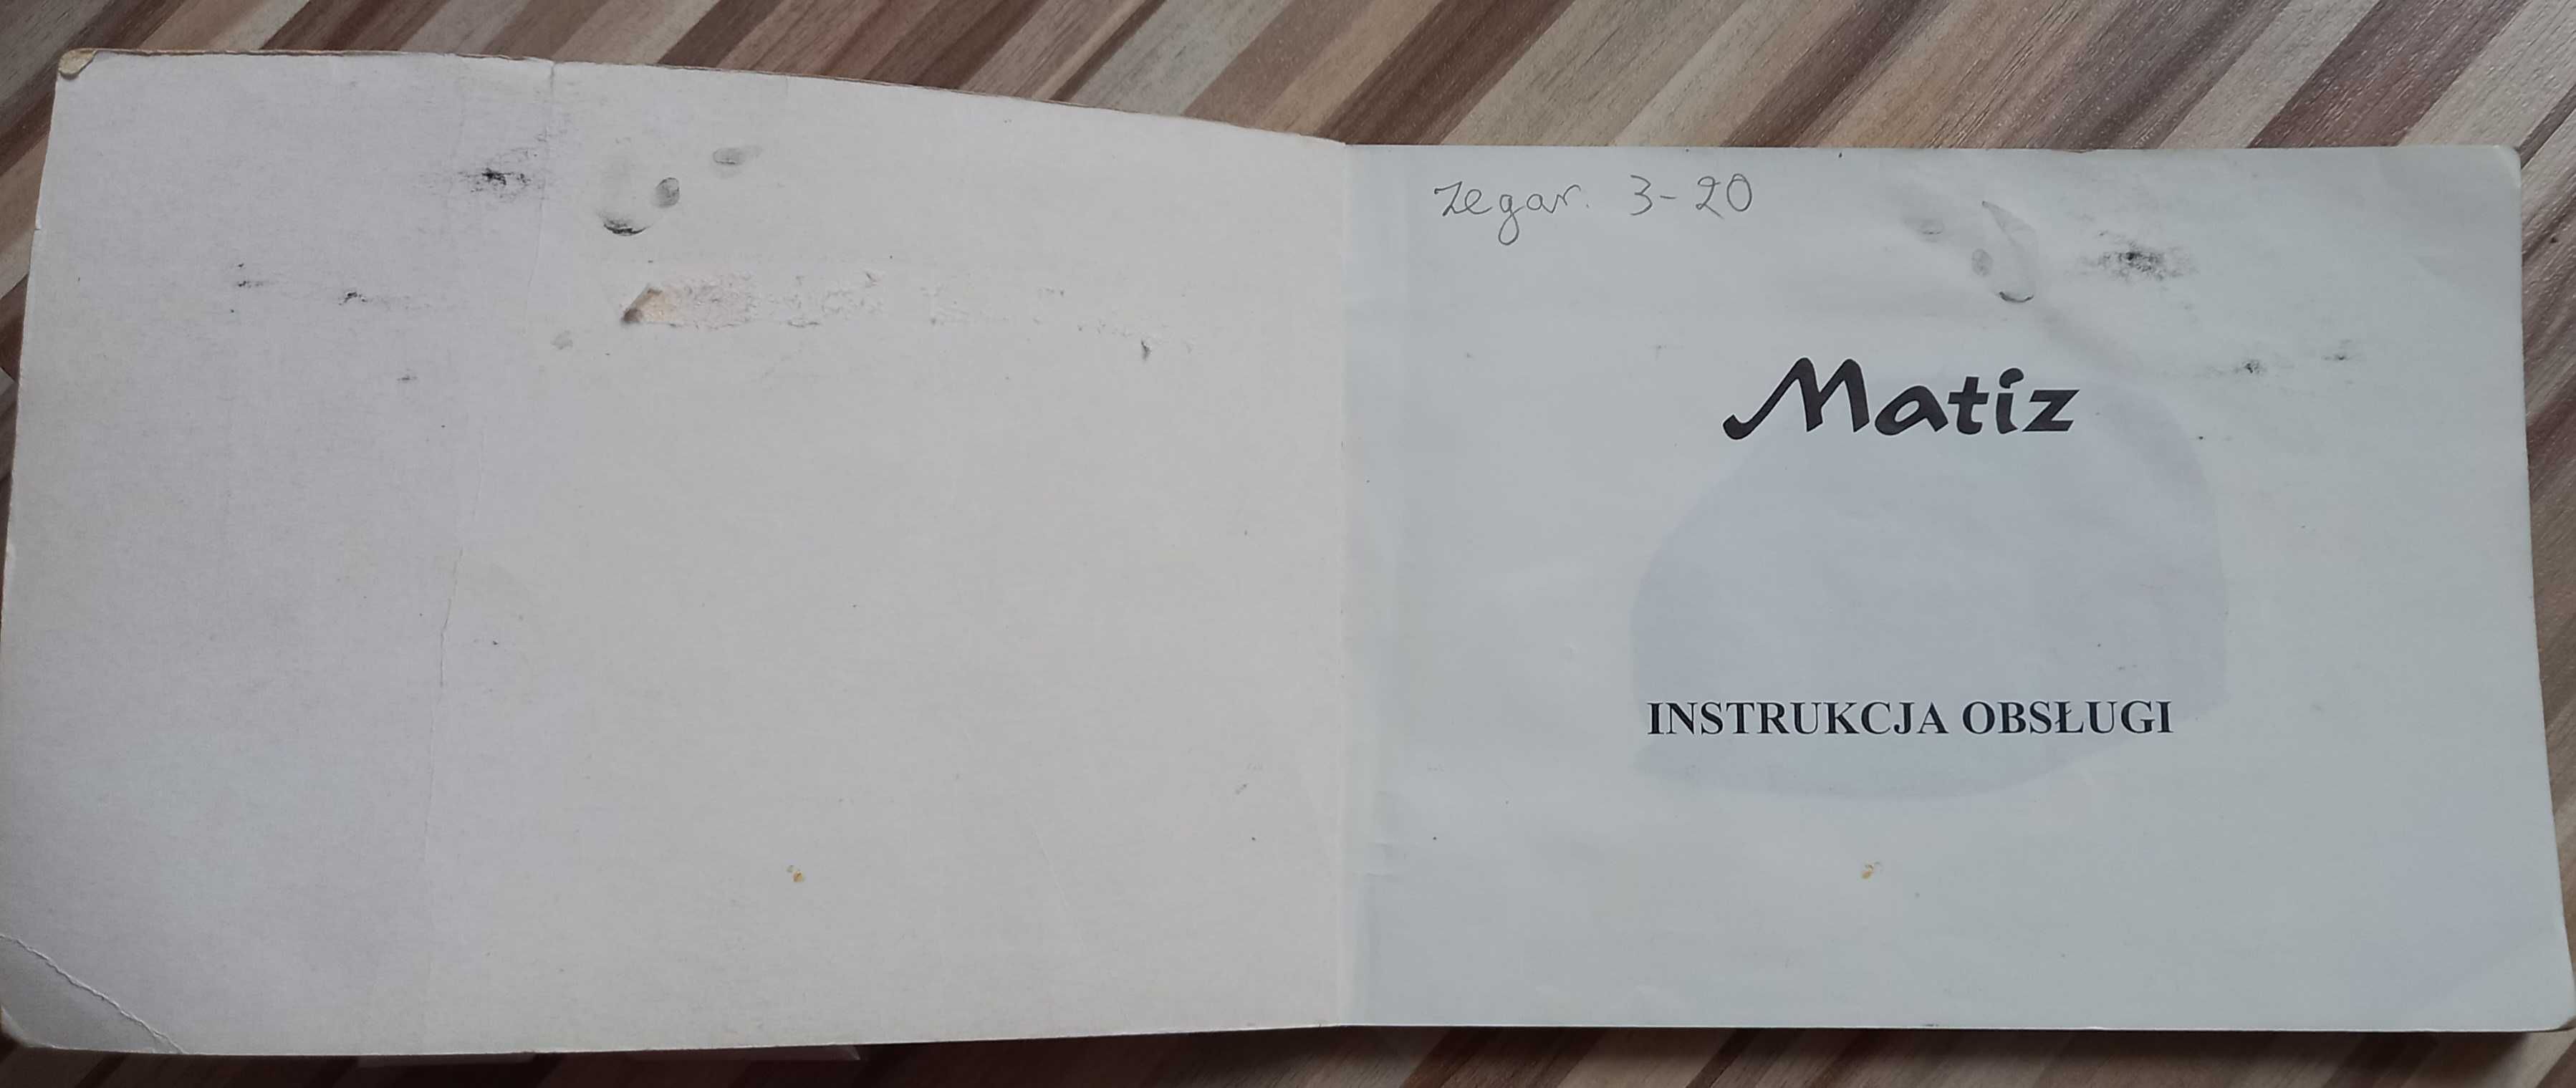 zegar. 3-20
Matiz
INSTRUKCJA OBSŁUGI